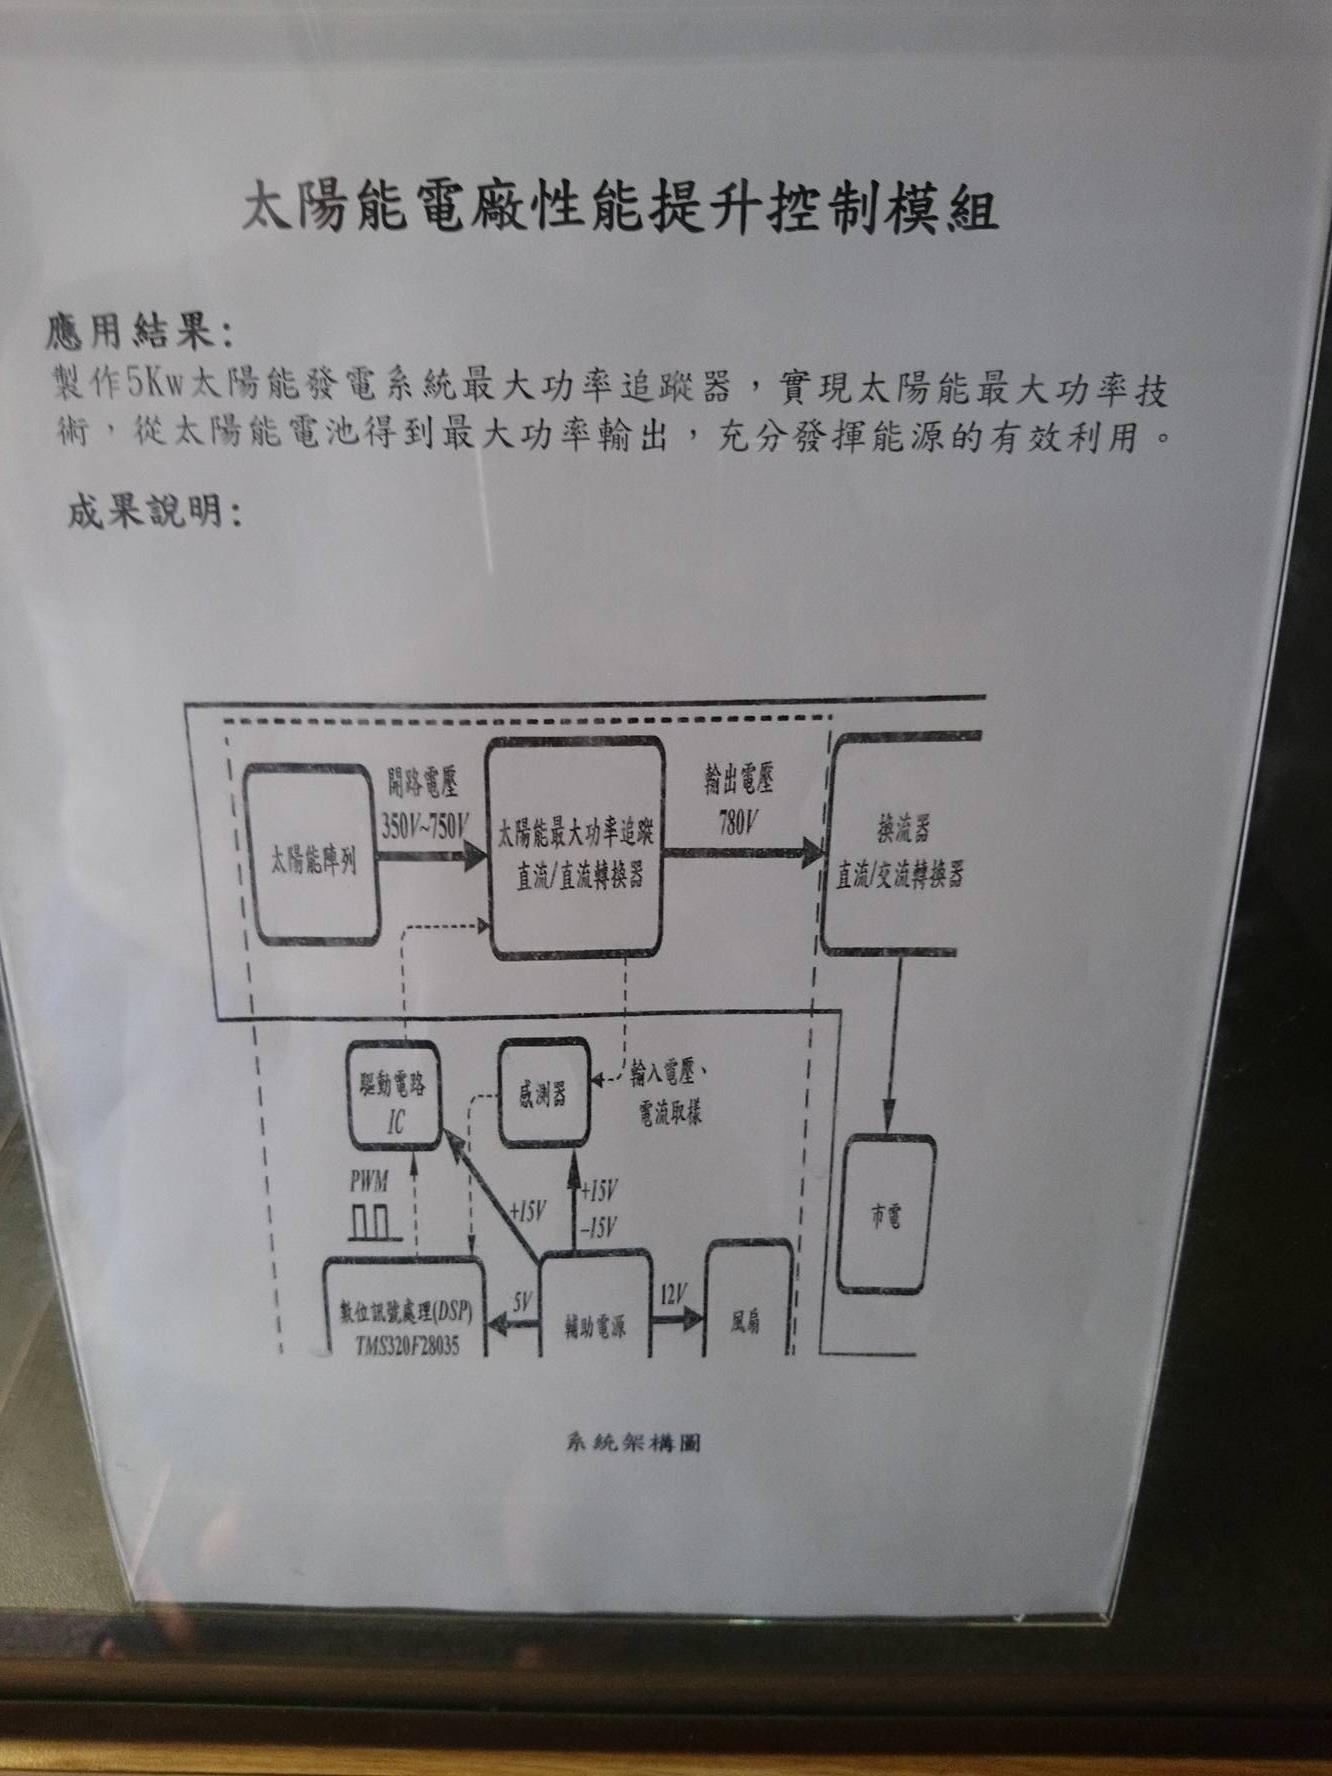 太陽能電廠性能提升控制模組
應用結果:
製作5Kw太陽能發電系統最大功率追蹤器，實現太陽能最大功率技
術，從太陽能電池得到最大功率輸出，充分發揮能源的有效利用。
成果說明:
開路電壓
350V~750V
輸出電壓
780V
太陽能陣列
太陽能最大功率追蹤
直流/直流轉換器
換流器
直流/交流轉換器
驅動電路
IC
感測器
輸入電壓、
電流取樣
PWM
+15V
+15V
-15V
市電
數位訊號處理(DSP)
TMS320F28035
5V
輔助電源
12V
風扇
系統架構圖